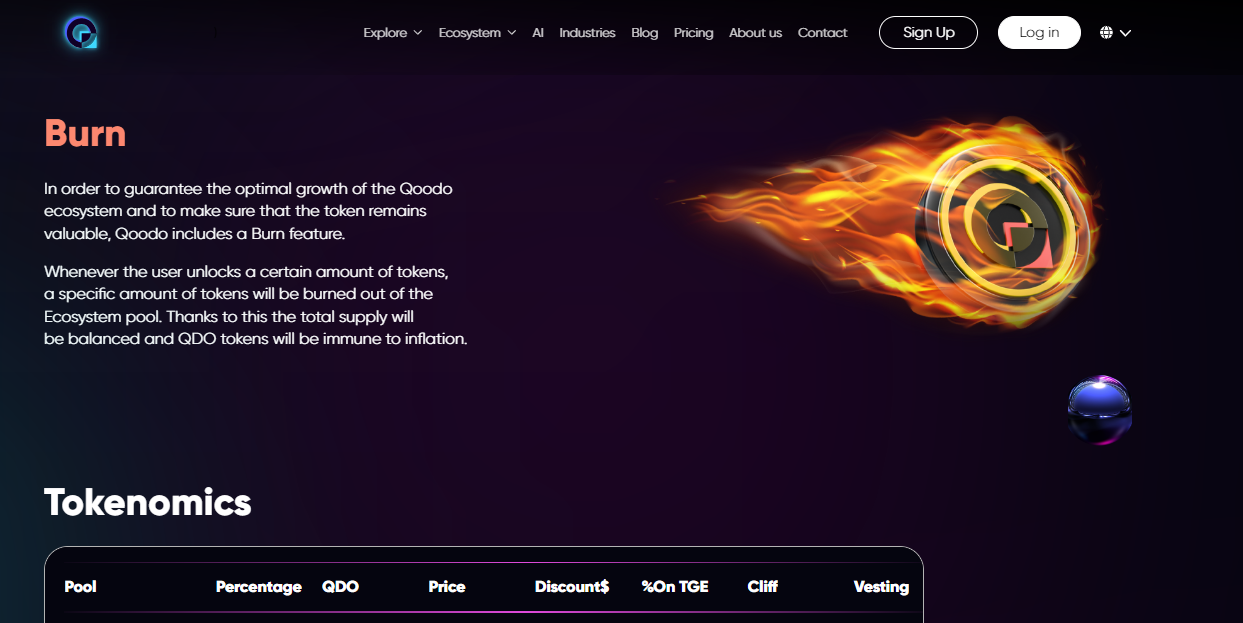 Explore Ecosystem AI Industries Blog Pricing About us Contact Sign Up Log in
Burn
In order to guarantee the optimal growth of the Qoodo
ecosystem and to make sure that the token remains
valuable, Qoodo includes a Burn feature.
Whenever the user unlocks a certain amount of tokens,
a specific amount of tokens will be burned out of the
Ecosystem pool. Thanks to this the total supply will
be balanced and QDO tokens will be immune to inflation.
Tokenomics
Pool Percentage QDO Price Discount$ %On TGE Cliff Vesting